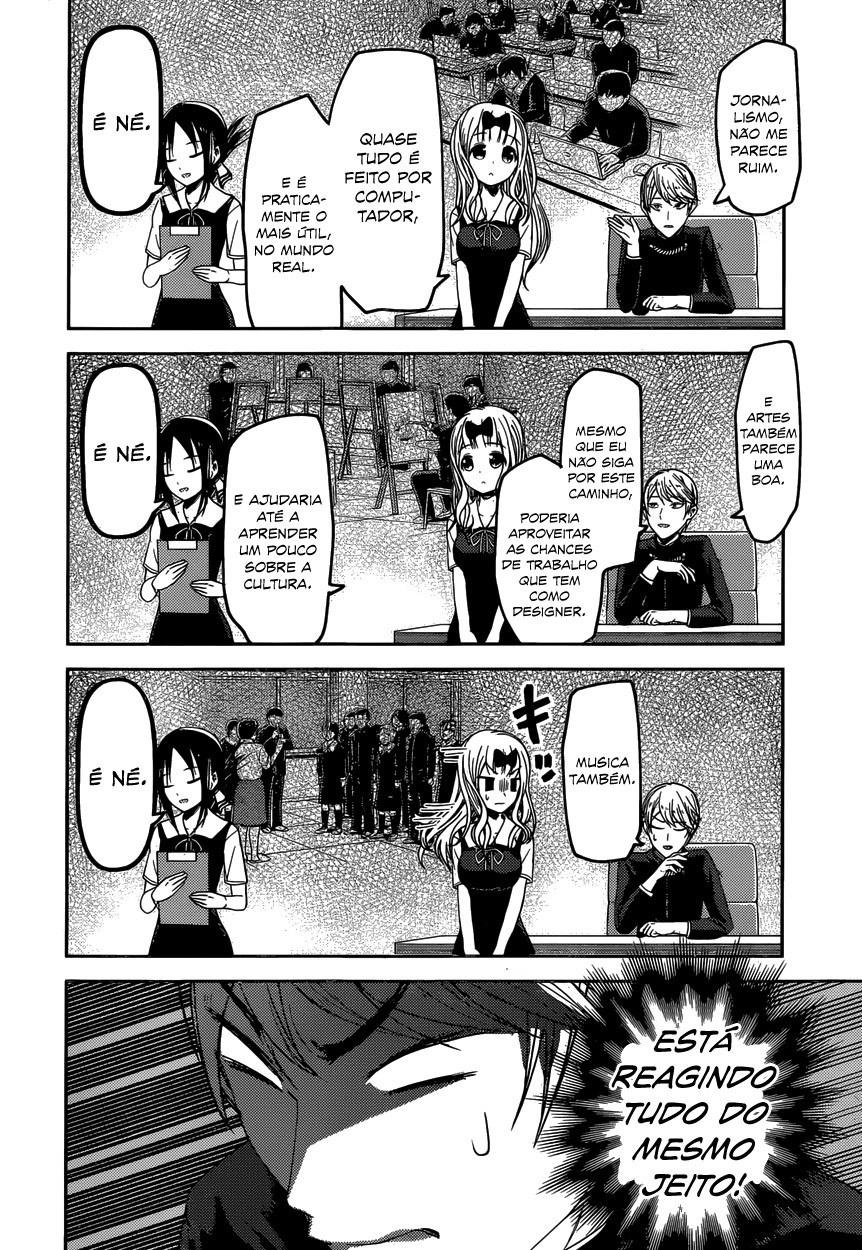 JORNA-
LISMO,
NÃO ME
PARECE
RUIM.
QUASE
TUDO É
FEITO POR
COMPU-
TADOR,
E É
PRATICA-
MENTE O
MAIS ÚTIL,
NO MUNDO
REAL.
É NÉ.
E
ARTES
TAMBÉM
PARECE
UMA
BOA.
MESMO
QUE EU
NÃO SIGA
POR ESTE
CAMINHO,
PODERIA
APROVEITAR
AS CHANCES
DE TRABALHO
QUE TEM
COMO
DESIGNER.
E AJUDARIA
ATÉ A
APRENDER
UM POUCO
SOBRE A
CULTURA.
É NÉ.
MUSICA
TAMBÉM.
É NÉ.
ESTÁ
REAGINDO
TUDO DO
MESMO
JEITO!